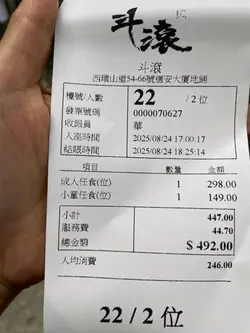 斗滾
斗滾
西環山道54-66號遇安大廈地鋪
檯號/人數 22 / 2 位
發票號碼 0000070627
收銀員 華
入座時間 2025/08/24 17:00:17
結賬時間 2025/08/24 18:25:14
項目 數量 金額
成人任食(位) 1 298.00
小童任食(位) 1 149.00
小計 447.00
服務費 44.70
總金額 $ 492.00
人均消費 246.00
22 / 2 位